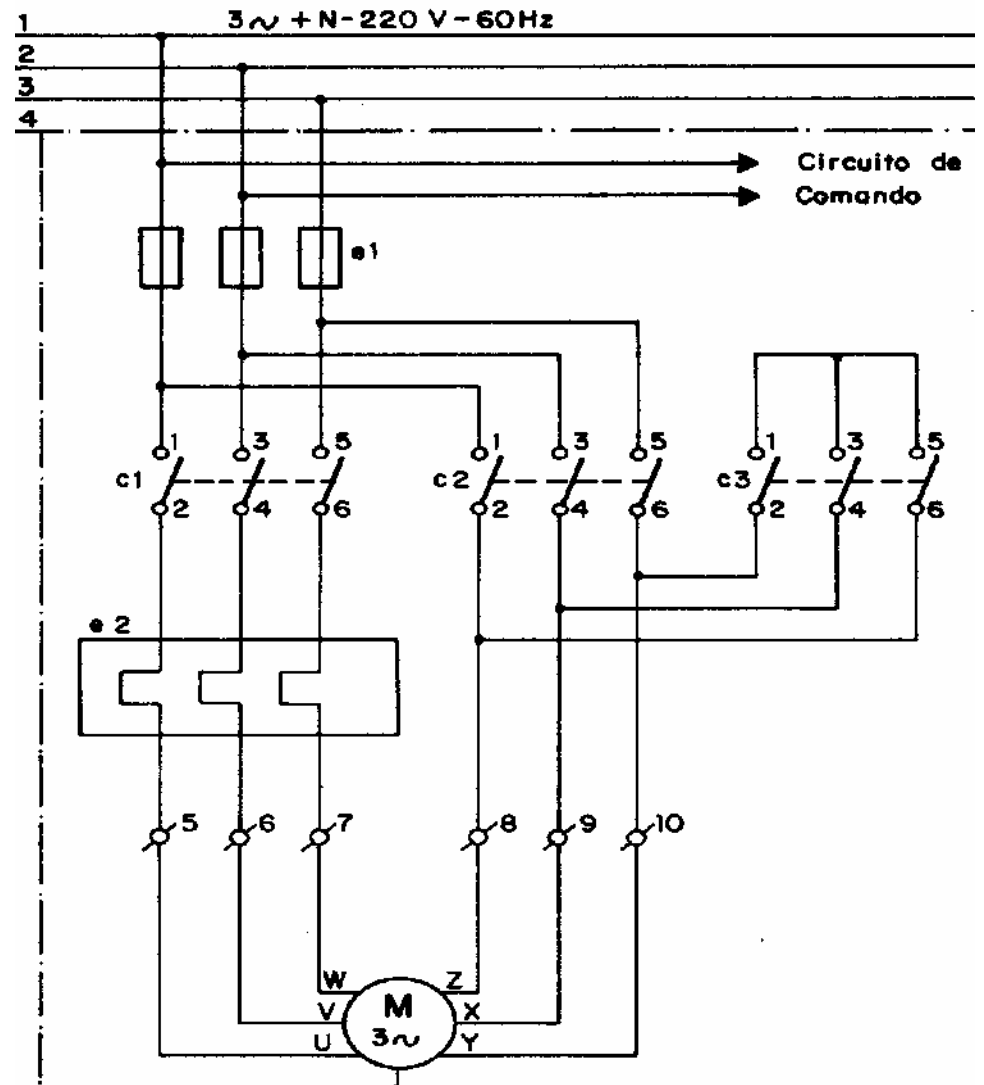 1 3∿ + N-220 V-60Hz
2
3
4
Circuito de
Comando
e1
1 3 5 1 3 5 1 3 5
c1 c2 c3
2 4 6 2 4 6 2 4 6
e 2
5 6 7 8 9 10
W Z
V M X
U 3∿ Y